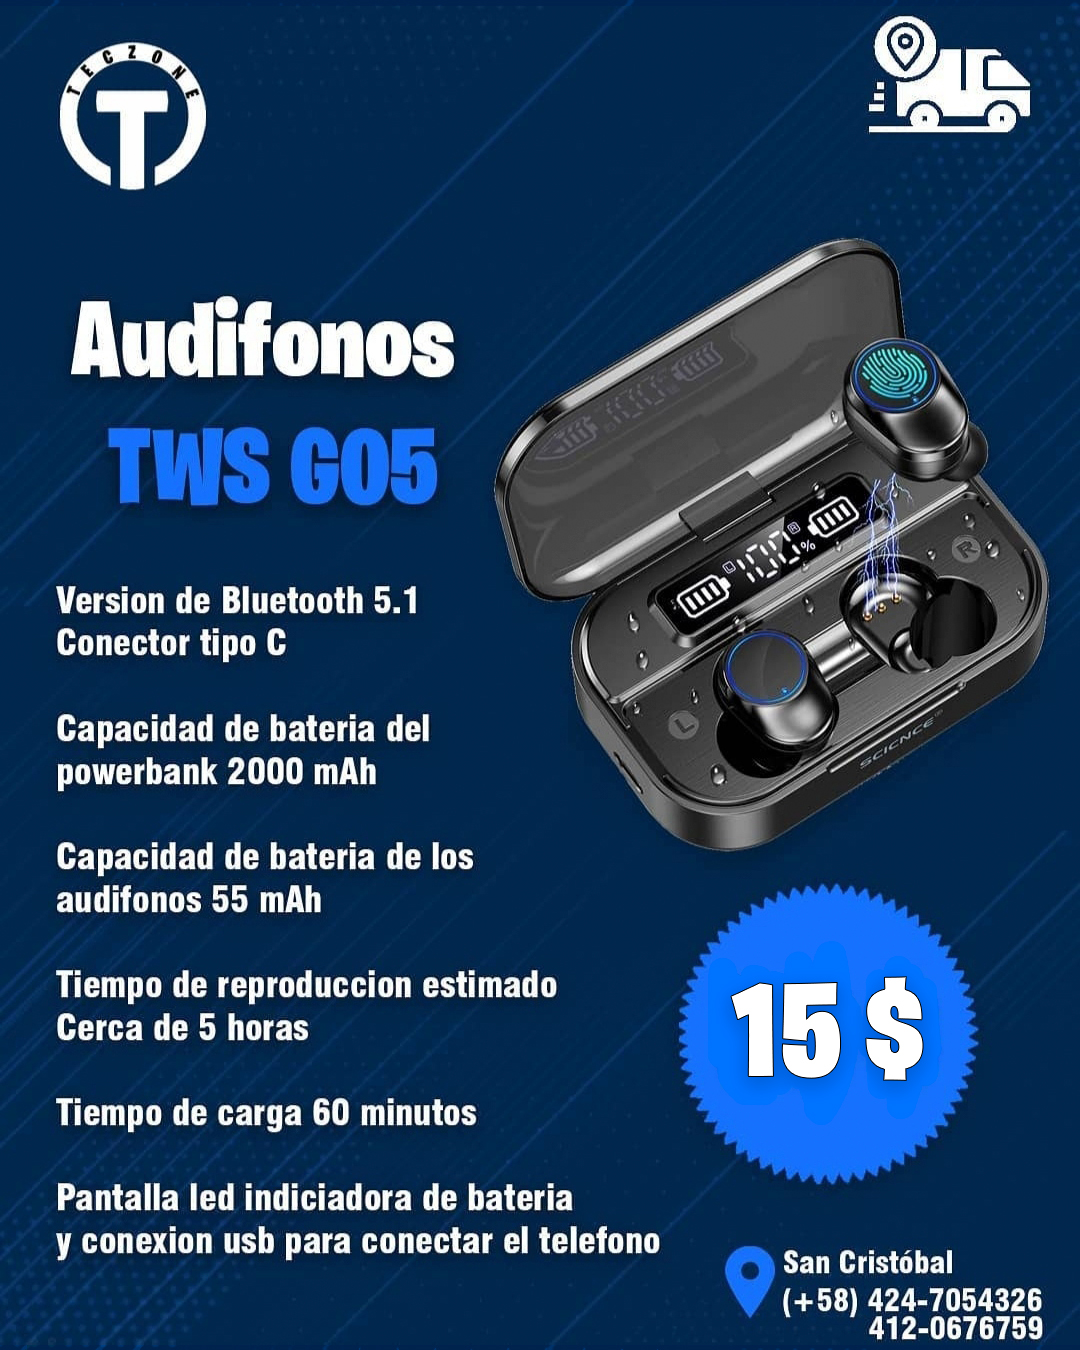 TECZONE
T
Audifonos
TWS G05
Version de Bluetooth 5.1
Conector tipo C
Capacidad de bateria del
powerbank 2000 mAh
Capacidad de bateria de los
audifonos 55 mAh
Tiempo de reproduccion estimado
Cerca de 5 horas
Tiempo de carga 60 minutos
Pantalla led indiciadora de bateria
y conexion usb para conectar el telefono
L
100%
R
R
L
SCICNCE
15 $
San Cristóbal
(+58) 424-7054326
412-0676759